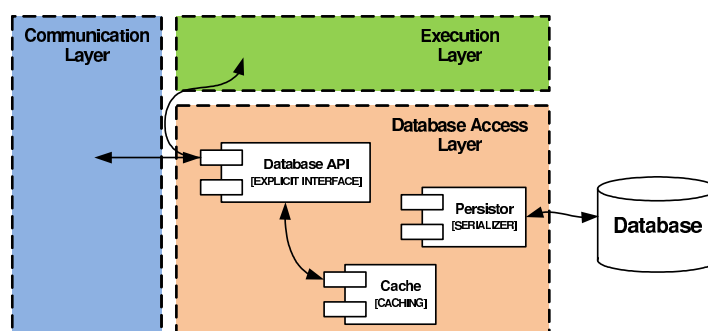 Communication
Layer
Execution
Layer
Database Access
Layer
Database API
[EXPLICIT INTERFACE]
Persistor
[SERIALIZER]
Database
Cache
[CACHING]